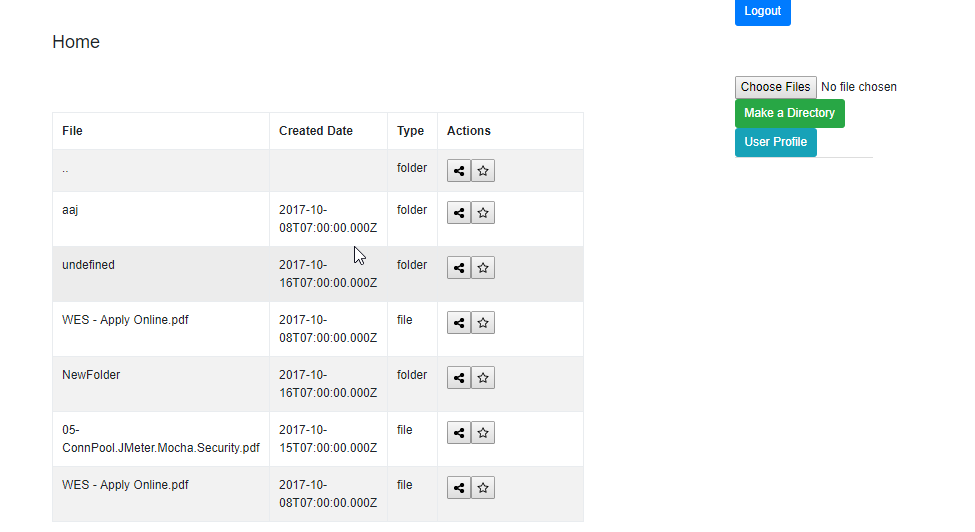 Logout
Home
Choose Files No file chosen
Make a Directory
User Profile
File Created Date Type Actions
.. folder
aaj 2017-10-
08T07:00:00.000Z folder
undefined 2017-10-
16T07:00:00.000Z folder
WES - Apply Online.pdf 2017-10-
08T07:00:00.000Z file
NewFolder 2017-10-
16T07:00:00.000Z folder
05-
ConnPool.JMeter.Mocha.Security.pdf 2017-10-
15T07:00:00.000Z file
WES - Apply Online.pdf 2017-10-
08T07:00:00.000Z file